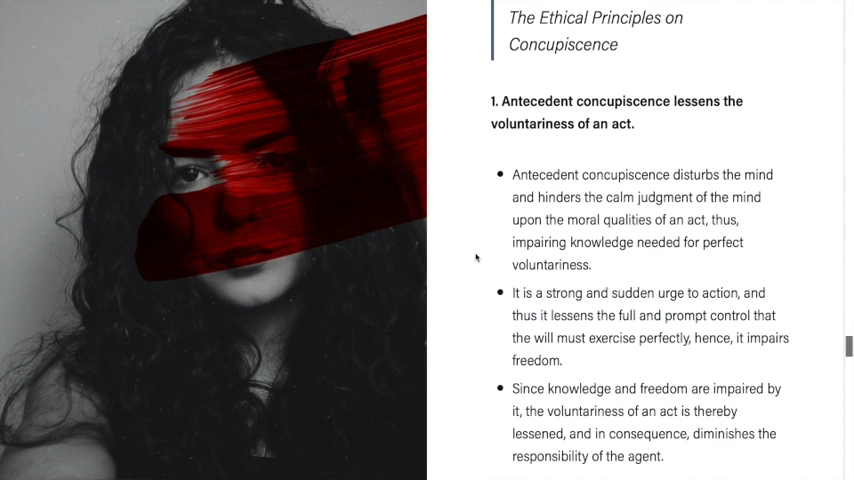 The Ethical Principles on
Concupiscence
1. Antecedent concupiscence lessens the
voluntariness of an act.
• Antecedent concupiscence disturbs the mind
and hinders the calm judgment of the mind
upon the moral qualities of an act, thus,
impairing knowledge needed for perfect
voluntariness.
• It is a strong and sudden urge to action, and
thus it lessens the full and prompt control that
the will must exercise perfectly, hence, it impairs
freedom.
• Since knowledge and freedom are impaired by
it, the voluntariness of an act is thereby
lessened, and in consequence, diminishes the
responsibility of the agent.